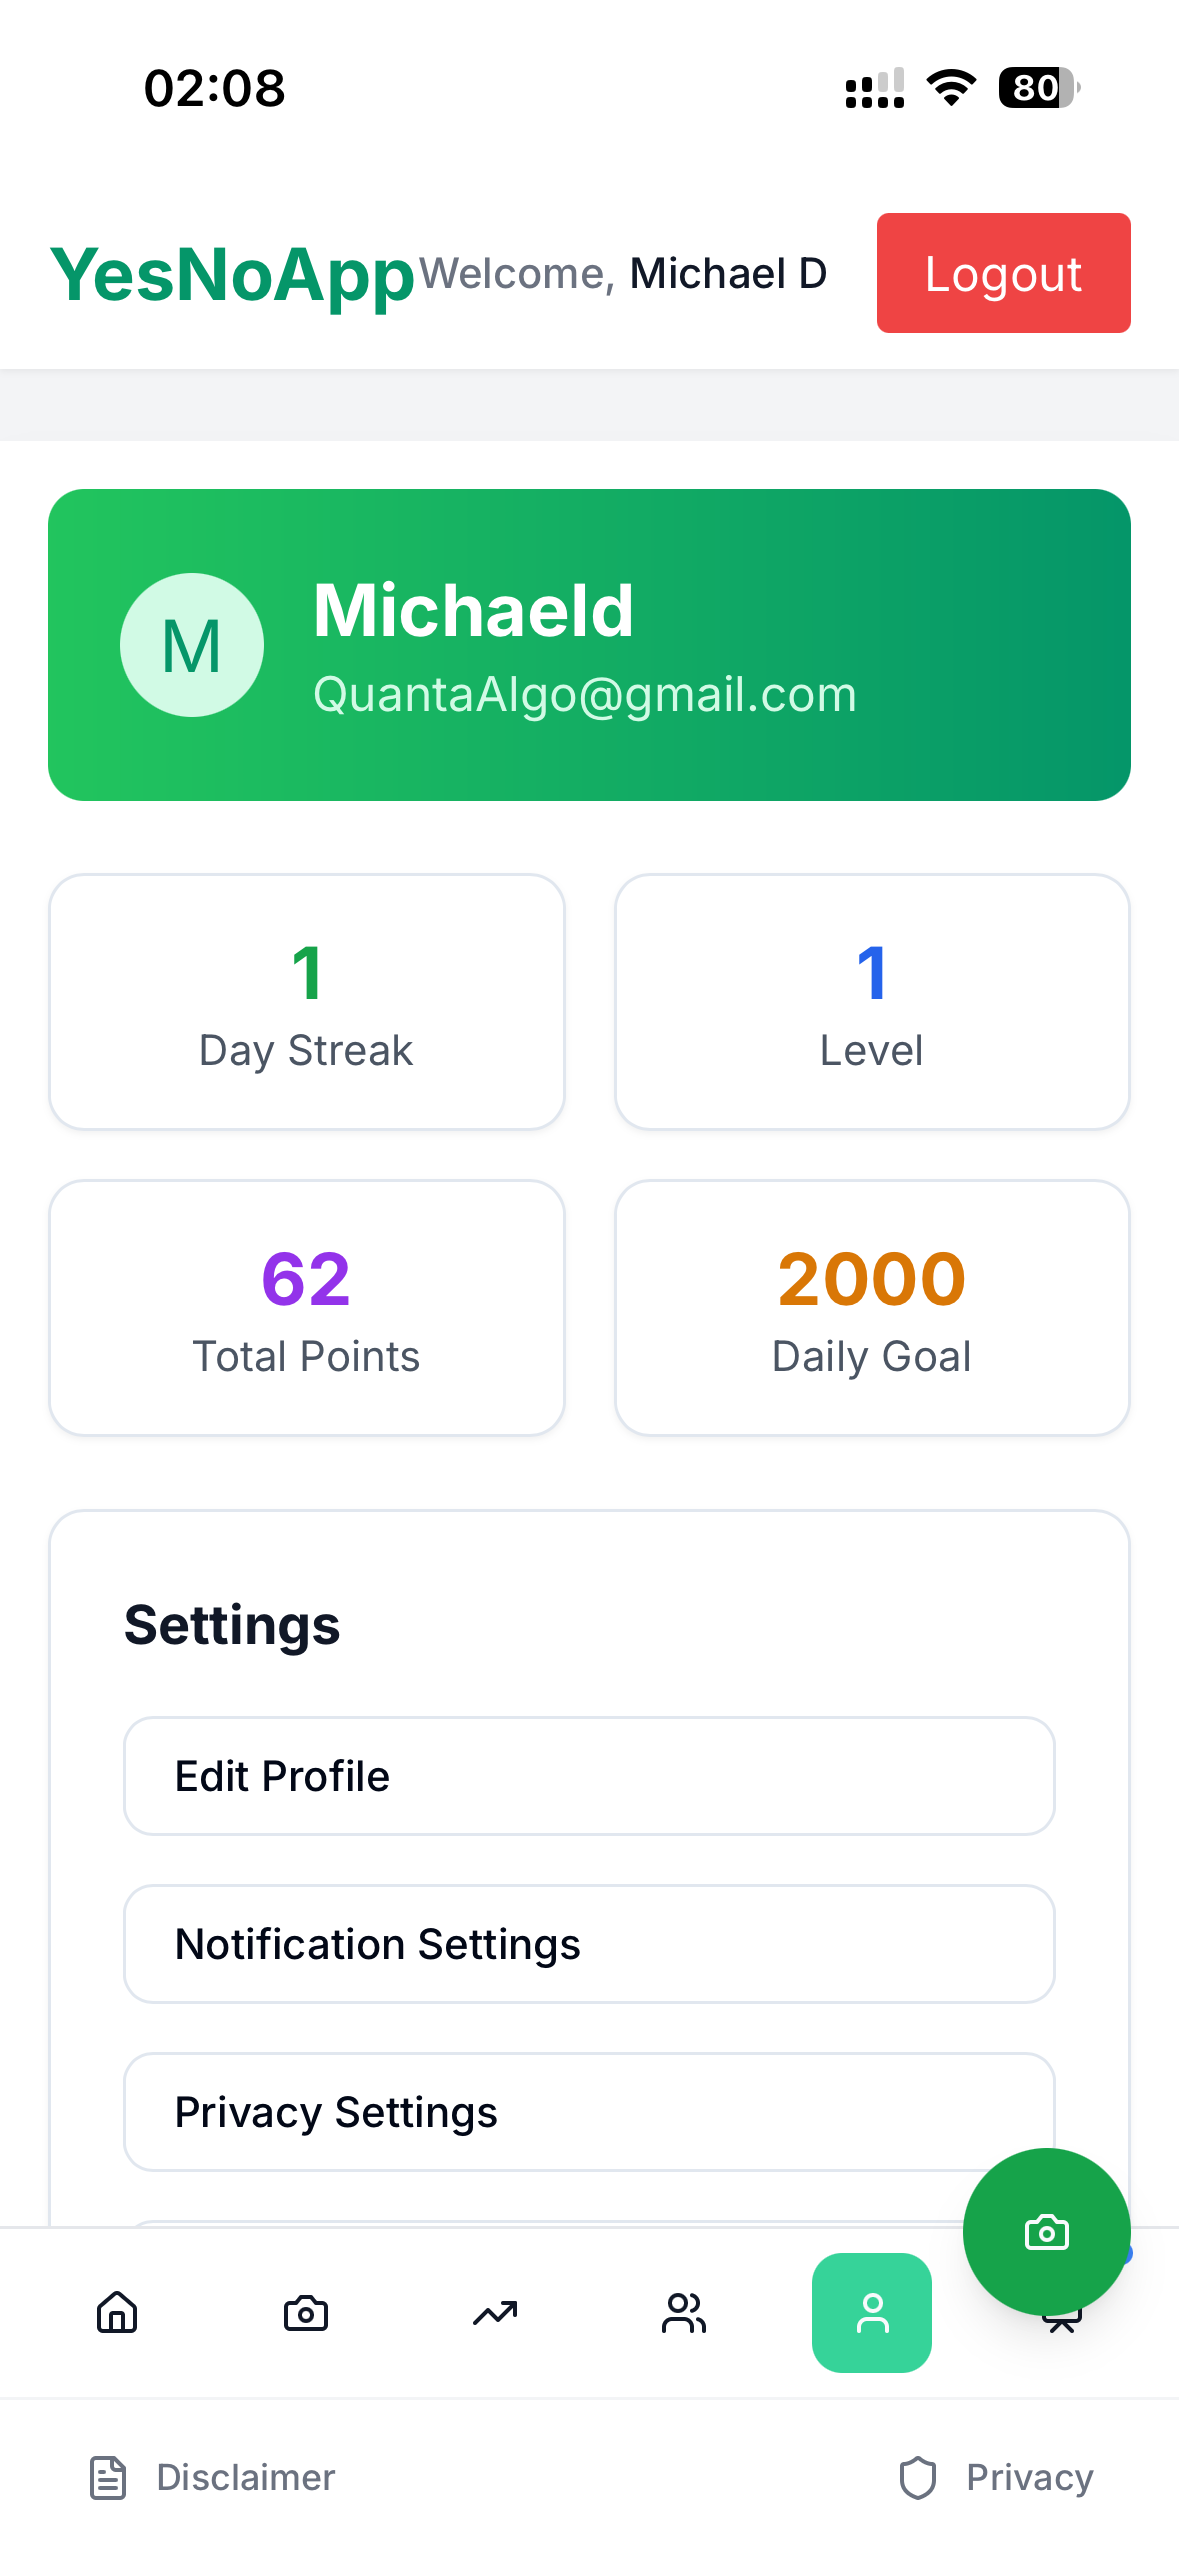 02:08
80
YesNoApp Welcome, Michael D Logout
M
Michaeld
QuantaAlgo@gmail.com
1
Day Streak
1
Level
62
Total Points
2000
Daily Goal
Settings
Edit Profile
Notification Settings
Privacy Settings
Disclaimer
Privacy